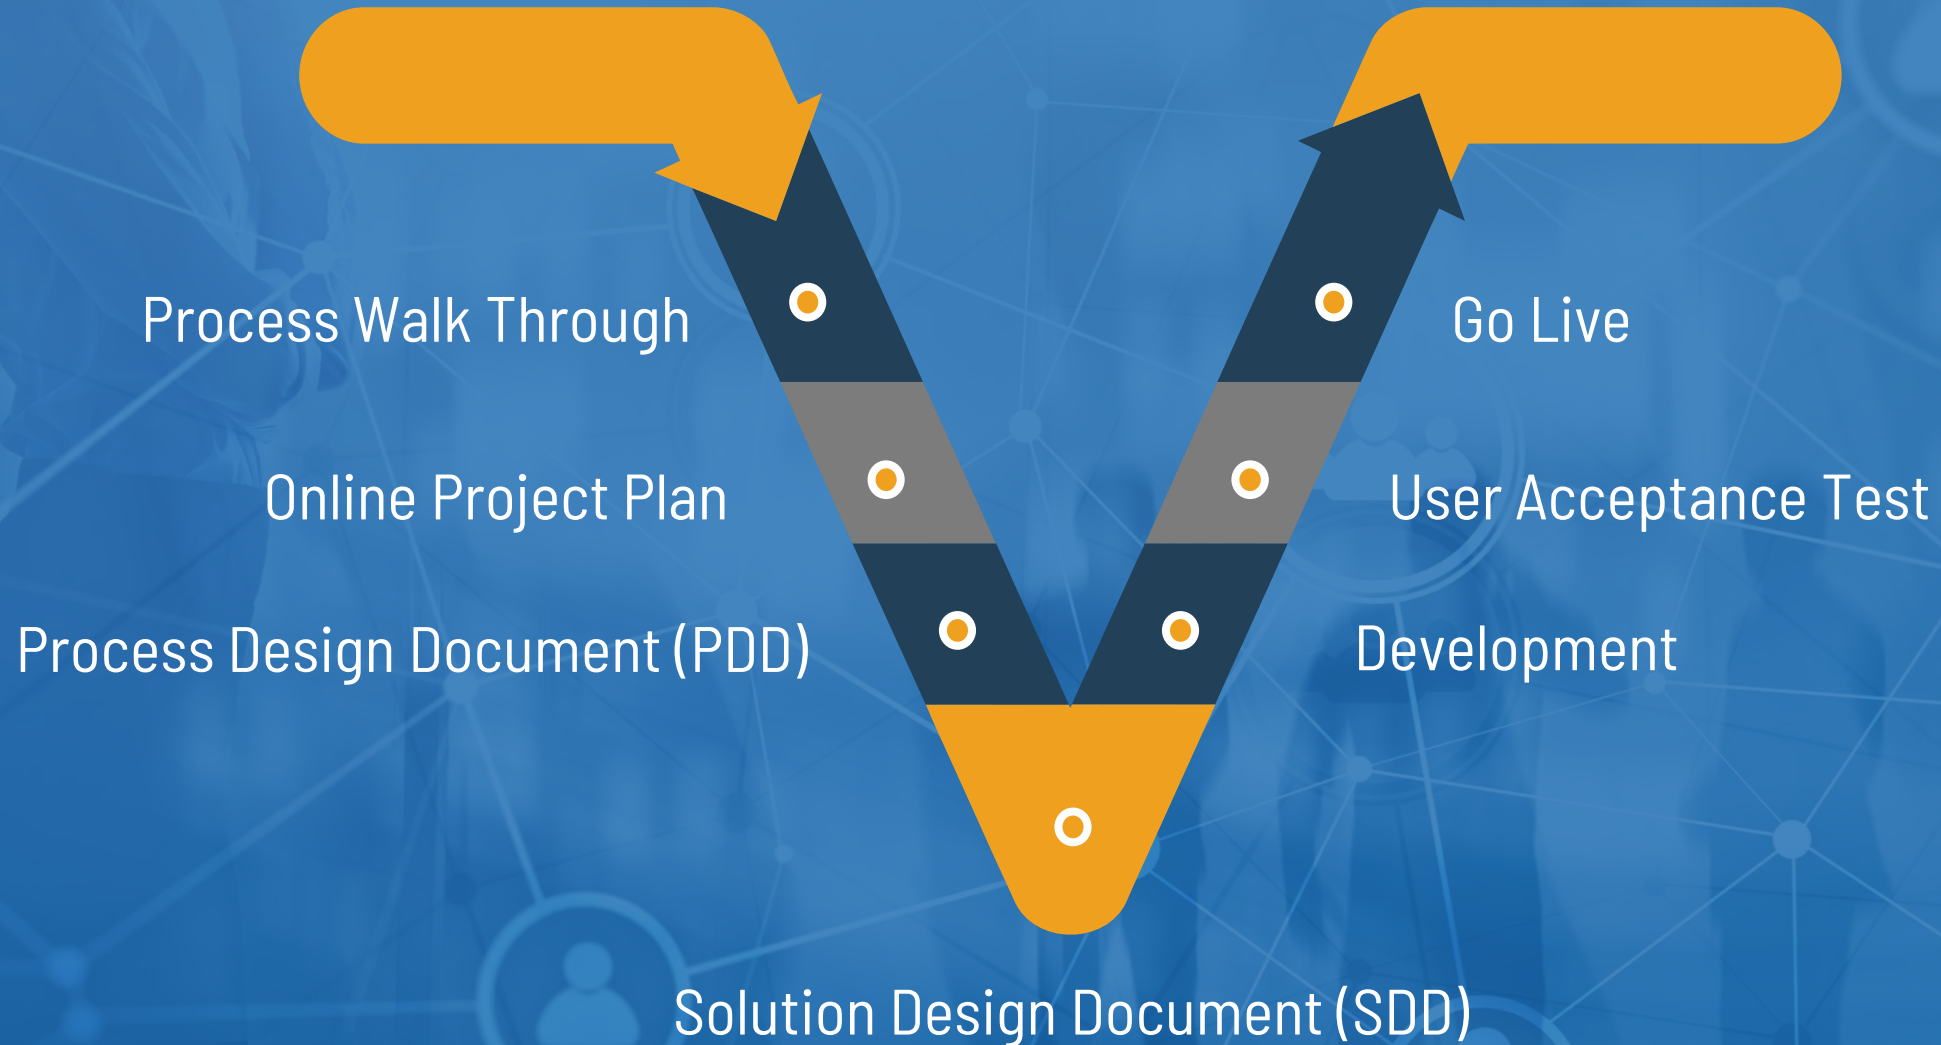 Process Walk Through
Online Project Plan
Process Design Document (PDD)
Solution Design Document (SDD)
Development
User Acceptance Test
Go Live